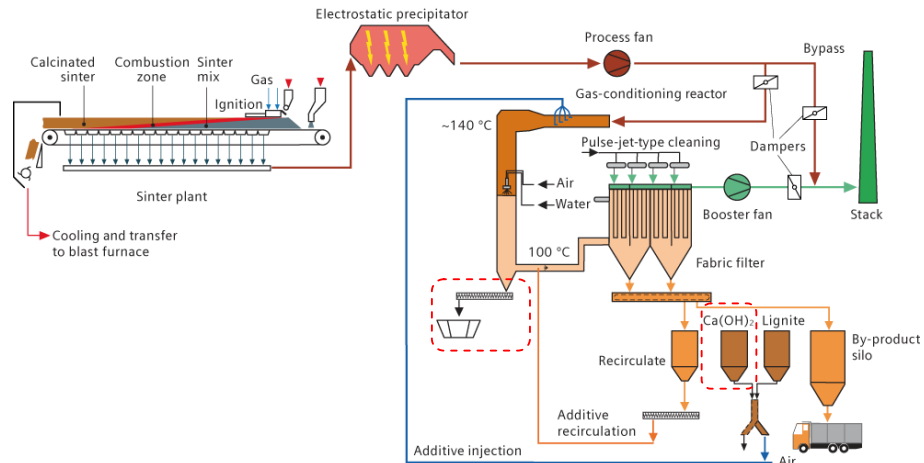 Electrostatic precipitator
Process fan
Bypass
Calcinated
sinter
Combustion
zone
Sinter
mix
Gas
Ignition
Gas-conditioning reactor
~140 °C
Dampers
Pulse-jet-type cleaning
Air
Water
Sinter plant
Booster fan
Stack
Cooling and transfer
to blast furnace
100 °C
Fabric filter
Ca(OH)₂
Lignite
By-product
silo
Recirculate
Additive
recirculation
Additive injection
Air